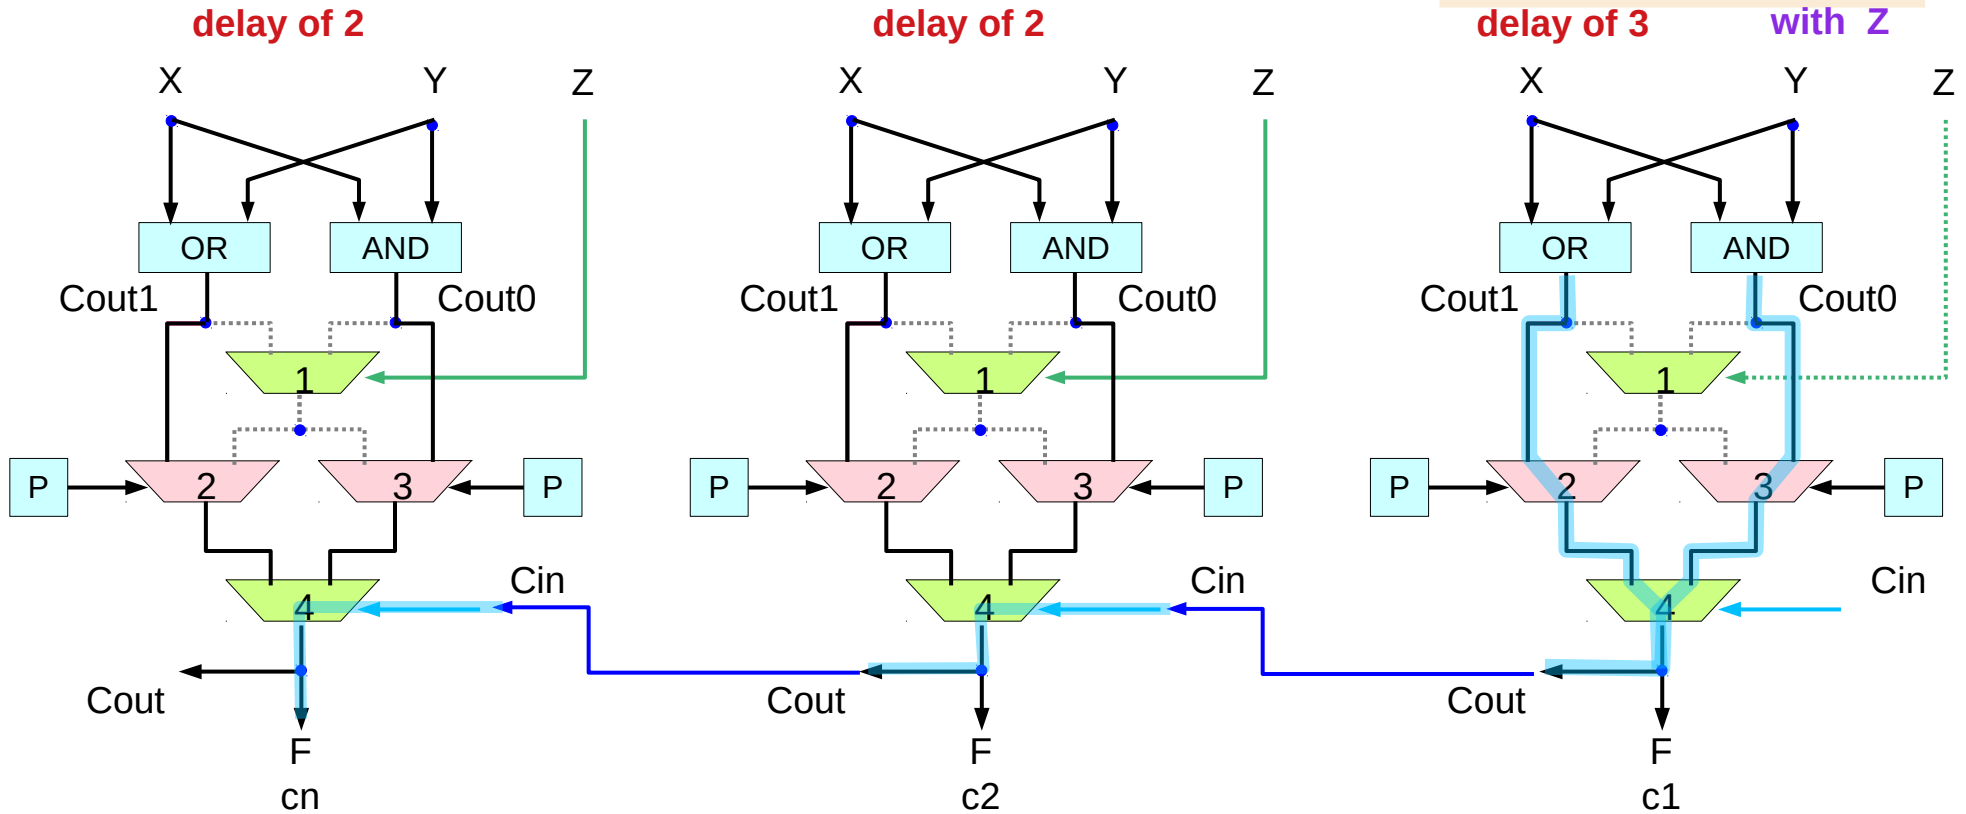 delay of 2 delay of 2 delay of 3 with Z
X Y Z X Y Z X Y Z
OR AND OR AND OR AND
Cout1 Cout0 Cout1 Cout0 Cout1 Cout0
1 1 1
P 2 3 P P 2 3 P P 2 3 P
Cin Cin Cin
4 4 4
Cout Cout Cout
F F F
cn c2 c1